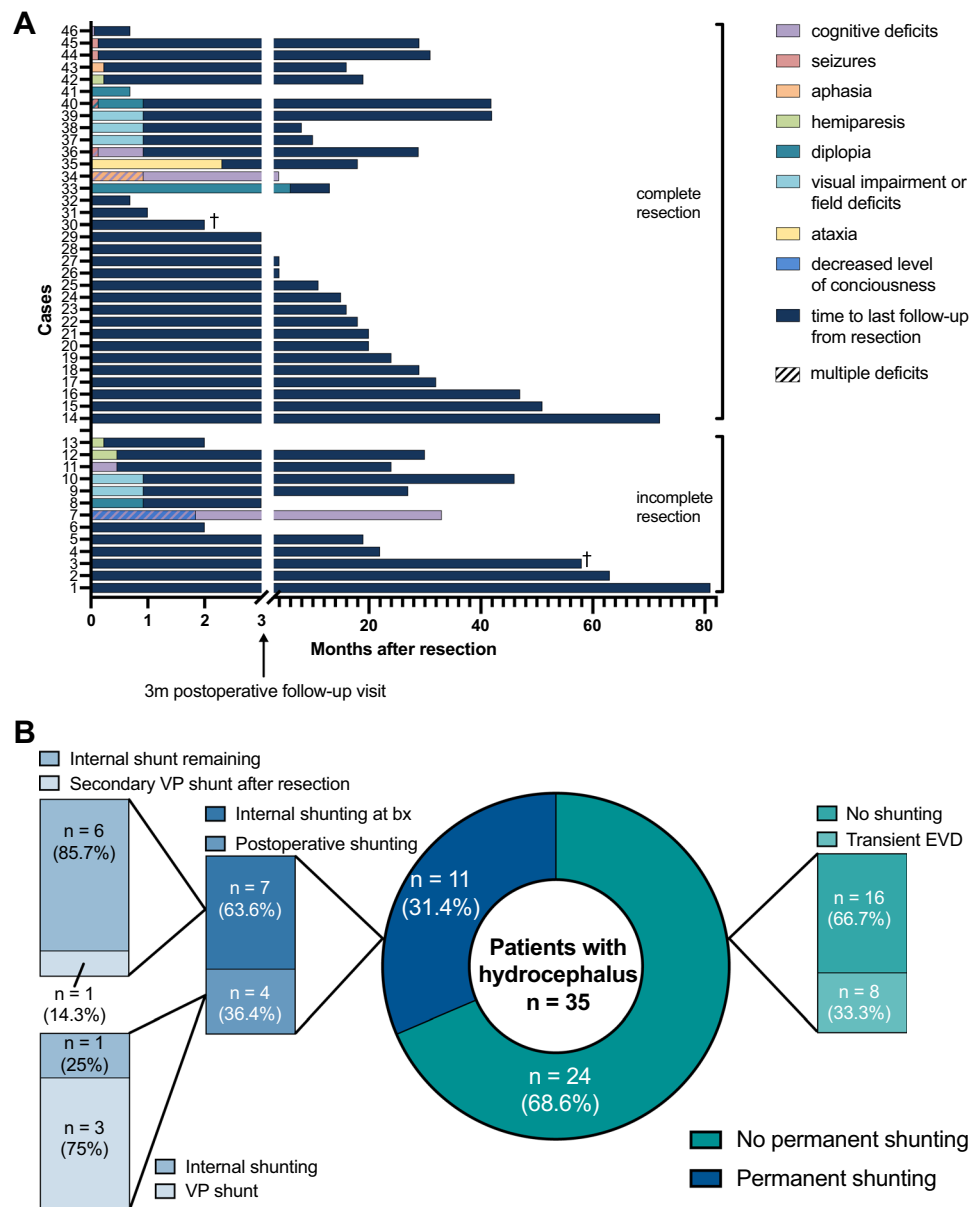 A
46
45
44
43
42
41
40
39
38
37
36
35
34
33
32
31
30
29
28
27
26
25
24
23
22
21
20
19
18
17
16
15
14
13
12
11
10
9
8
7
6
5
4
3
2
1
Cases
†
†
complete
resection
incomplete
resection
0 1 2 3 20 40 60 80
Months after resection
3m postoperative follow-up visit
cognitive deficits
seizures
aphasia
hemiparesis
diplopia
visual impairment or
field deficits
ataxia
decreased level
of conciousness
time to last follow-up
from resection
multiple deficits
B
Internal shunt remaining
Secondary VP shunt after resection
n = 6
(85.7%)
n = 1
(14.3%)
n = 1
(25%)
n = 3
(75%)
Internal shunting
VP shunt
Internal shunting at bx
Postoperative shunting
n = 7
(63.6%)
n = 4
(36.4%)
n = 11
(31.4%)
Patients with
hydrocephalus
n = 35
n = 24
(68.6%)
No shunting
Transient EVD
n = 16
(66.7%)
n = 8
(33.3%)
No permanent shunting
Permanent shunting